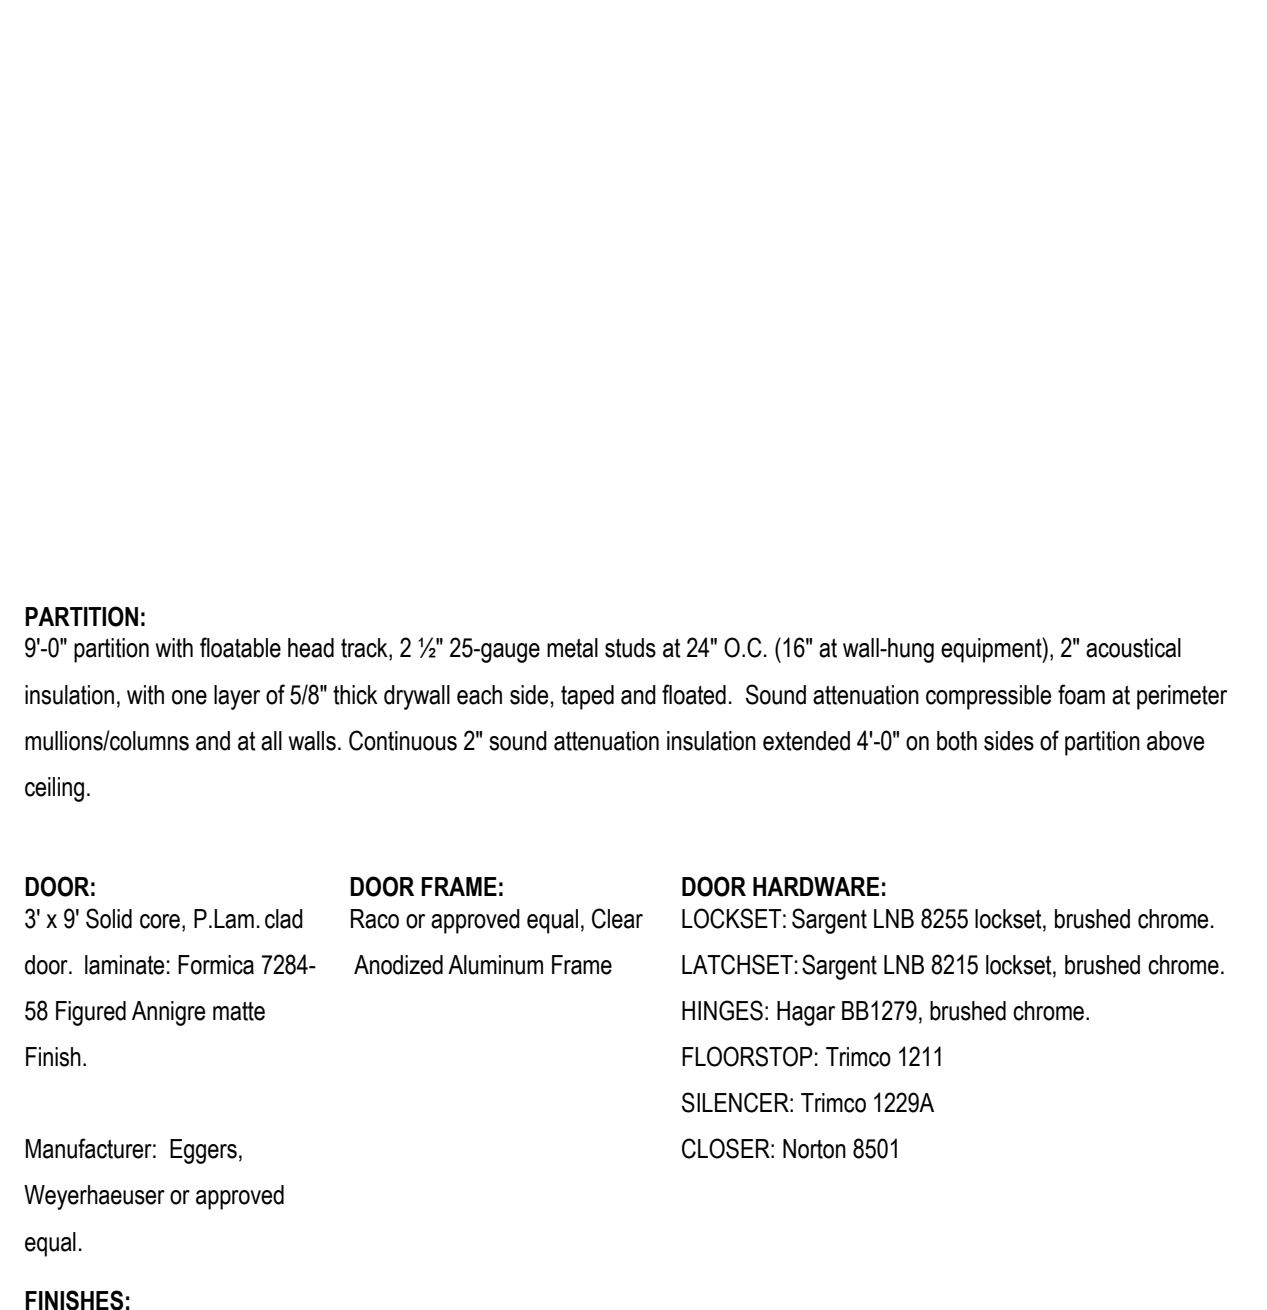 PARTITION:
9'-0" partition with floatable head track, 2 ½" 25-gauge metal studs at 24" O.C. (16" at wall-hung equipment), 2" acoustical
insulation, with one layer of 5/8" thick drywall each side, taped and floated.  Sound attenuation compressible foam at perimeter
mullions/columns and at all walls. Continuous 2" sound attenuation insulation extended 4'-0" on both sides of partition above
ceiling.
DOOR:
3' x 9' Solid core, P.Lam. clad
door.  laminate: Formica 7284-
58 Figured Annigre matte
Finish.
Manufacturer:  Eggers,
Weyerhaeuser or approved
equal.
DOOR FRAME:
Raco or approved equal, Clear
Anodized Aluminum Frame
DOOR HARDWARE:
LOCKSET: Sargent LNB 8255 lockset, brushed chrome.
LATCHSET: Sargent LNB 8215 lockset, brushed chrome.
HINGES: Hagar BB1279, brushed chrome.
FLOORSTOP: Trimco 1211
SILENCER: Trimco 1229A
CLOSER: Norton 8501
FINISHES: